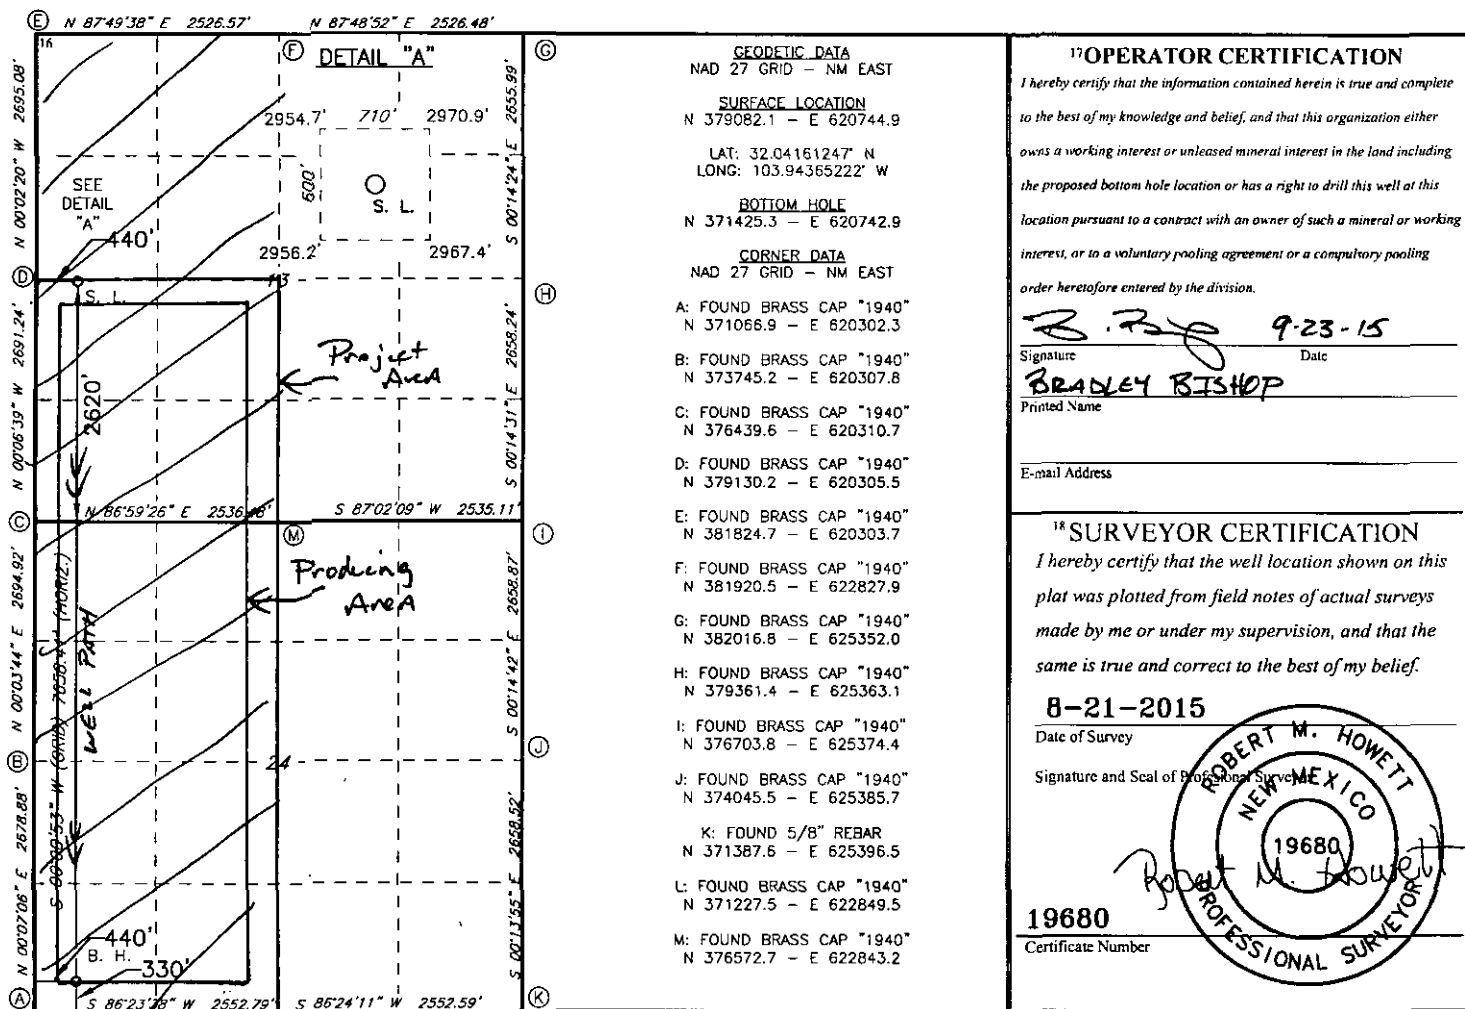 E N 87°49'38" E 2526.57' N 87°48'52" E 2526.48'
16
F DETAIL "A" G
2954.7' 710' 2970.9'
600'
S. L.
2956.2' 2967.4'
N 00°02'20" W 2695.08'
S 00°14'24" E 2655.99'
SEE
DETAIL
"A"
440'
D 13 H
S. L.
N 00°06'39" W 2691.24'
2620'
Project
Area
S 00°14'31" E 2658.24'
N 86°59'26" E 2536.48' S 87°02'09" W 2535.11'
C M I
Producing
Area
N 00°03'44" E 2694.92'
WELL PATH
S 00°14'42" E 2658.87'
B 24 J
N 00°07'06" E 2678.88'
S 00°13'55" E 2658.52'
440'
B. H.
330'
A S 86°23'38" W 2552.79' S 86°24'11" W 2552.59' K
GEODETIC DATA
NAD 27 GRID - NM EAST
SURFACE LOCATION
N 379082.1 - E 620744.9
LAT: 32.04161247° N
LONG: 103.94365222° W
BOTTOM HOLE
N 371425.3 - E 620742.9
CORNER DATA
NAD 27 GRID - NM EAST
A: FOUND BRASS CAP "1940"
N 371066.9 - E 620302.3
B: FOUND BRASS CAP "1940"
N 373745.2 - E 620307.8
C: FOUND BRASS CAP "1940"
N 376439.6 - E 620310.7
D: FOUND BRASS CAP "1940"
N 379130.2 - E 620305.5
E: FOUND BRASS CAP "1940"
N 381824.7 - E 620303.7
F: FOUND BRASS CAP "1940"
N 381920.5 - E 622827.9
G: FOUND BRASS CAP "1940"
N 382016.8 - E 625352.0
H: FOUND BRASS CAP "1940"
N 379361.4 - E 625363.1
I: FOUND BRASS CAP "1940"
N 376703.8 - E 625374.4
J: FOUND BRASS CAP "1940"
N 374045.5 - E 625385.7
K: FOUND 5/8" REBAR
N 371387.6 - E 625396.5
L: FOUND BRASS CAP "1940"
N 371227.5 - E 622849.5
M: FOUND BRASS CAP "1940"
N 376572.7 - E 622843.2
17 OPERATOR CERTIFICATION
I hereby certify that the information contained herein is true and complete
to the best of my knowledge and belief, and that this organization either
owns a working interest or unleased mineral interest in the land including
the proposed bottom hole location or has a right to drill this well at this
location pursuant to a contract with an owner of such a mineral or working
interest, or to a voluntary pooling agreement or a compulsory pooling
order heretofore entered by the division.
9-23-15
Signature Date
BRADLEY BISHOP
Printed Name
E-mail Address
18 SURVEYOR CERTIFICATION
I hereby certify that the well location shown on this
plat was plotted from field notes of actual surveys
made by me or under my supervision, and that the
same is true and correct to the best of my belief.
8-21-2015
Date of Survey
Signature and Seal of Professional Surveyor
ROBERT M. HOWETT
NEW MEXICO
19680
PROFESSIONAL SURVEYOR
Robert M. Howett
19680
Certificate Number